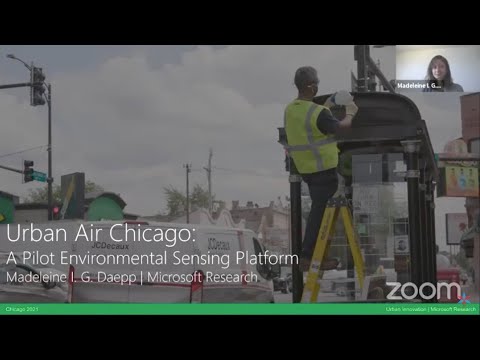 Madeleine I. G...
JCDecaux
Urban Air Chicago:
A Pilot Environmental Sensing Platform
Madeleine I. G. Daepp | Microsoft Research
zoom
Chicago 2021
Urban Innovation | Microsoft Research